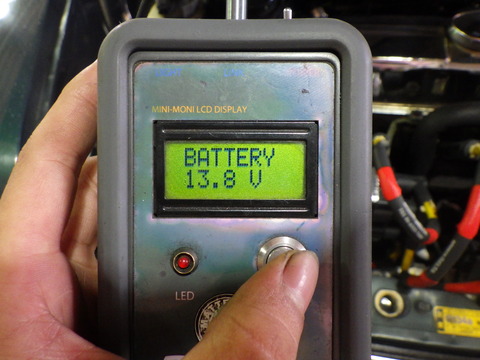 MINI-MONI LCD DISPLAY
BATTERY
13.8 V
LED